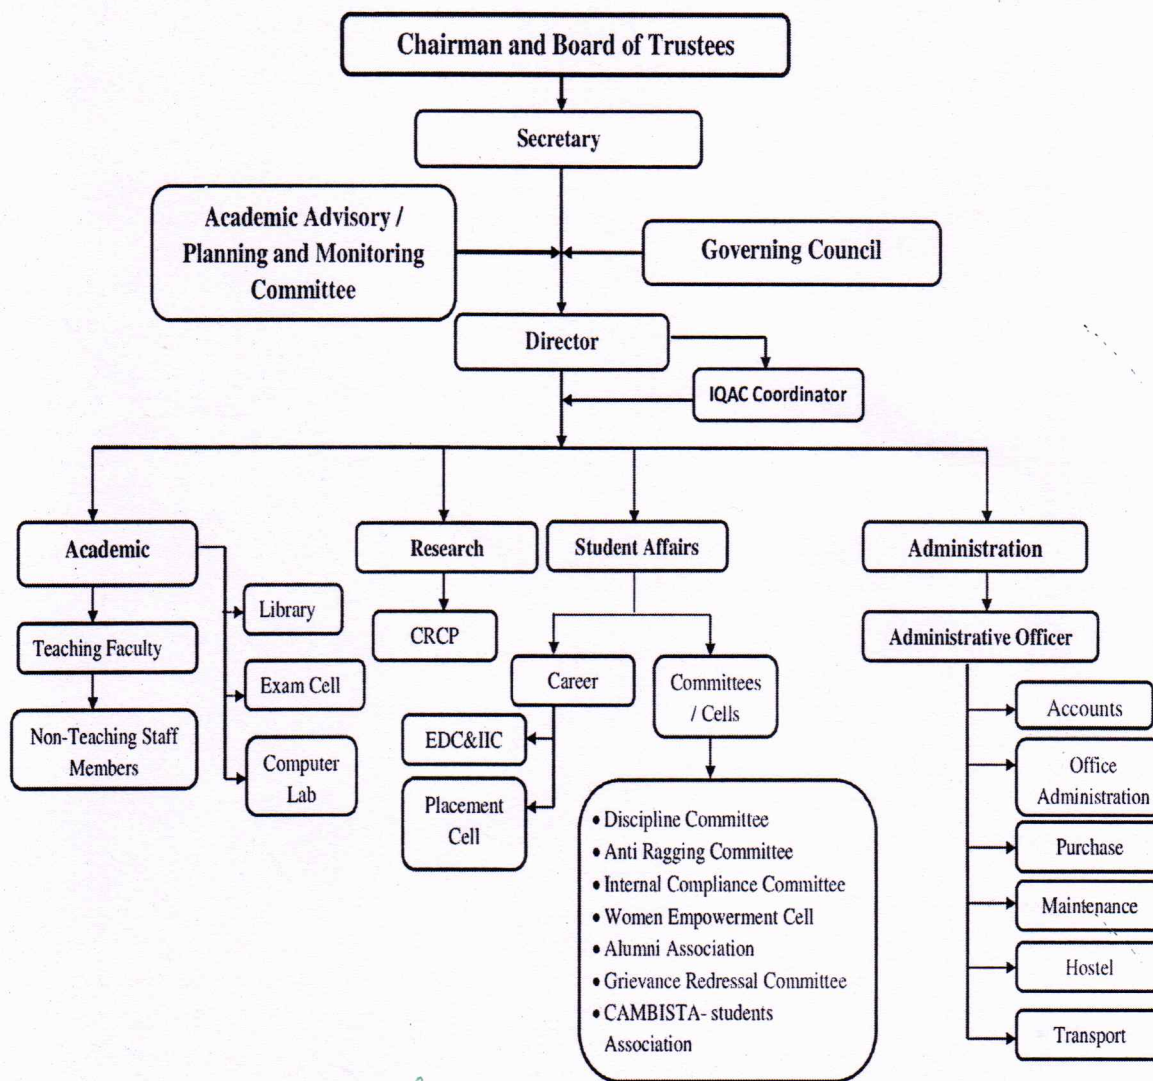 Chairman and Board of Trustees
Secretary
Academic Advisory /
Planning and Monitoring
Committee
Governing Council
Director
IQAC Coordinator
Academic
Research
Student Affairs
Administration
Library
Teaching Faculty
Exam Cell
Non-Teaching Staff
Members
Computer
Lab
CRCP
Career
Committees
/ Cells
EDC&IIC
Placement
Cell
• Discipline Committee
• Anti Ragging Committee
• Internal Compliance Committee
• Women Empowerment Cell
• Alumni Association
• Grievance Redressal Committee
• CAMBISTA- students
Association
Administrative Officer
Accounts
Office
Administration
Purchase
Maintenance
Hostel
Transport